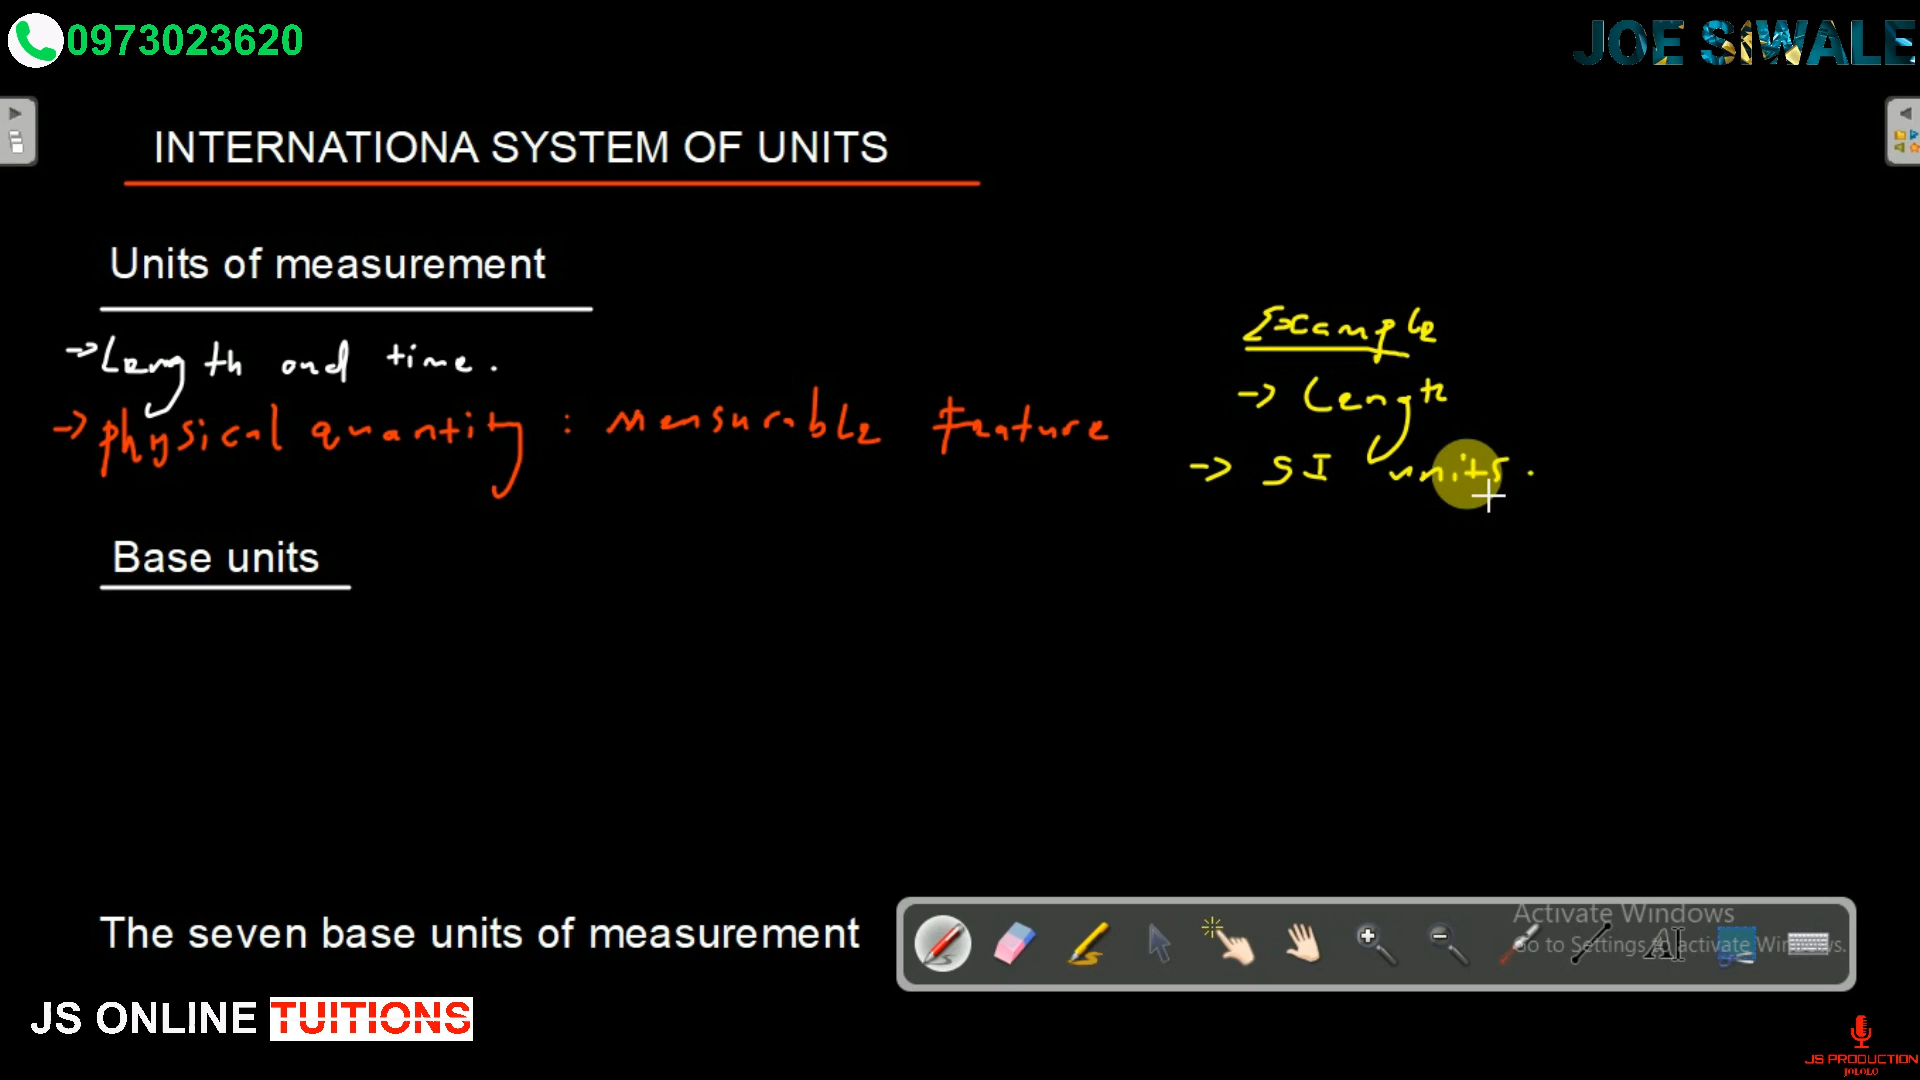 0973023620
JOE SIWALE
INTERNATIONA SYSTEM OF UNITS
Units of measurement
→ Length and time.
→ physical quantity : measurable feature
Example
→ Length
→ SI units.
Base units
The seven base units of measurement
Activate Windows
Go to Settings to activate Windows.
AI
JS ONLINE TUITIONS
JS PRODUCTION
JOLOLO